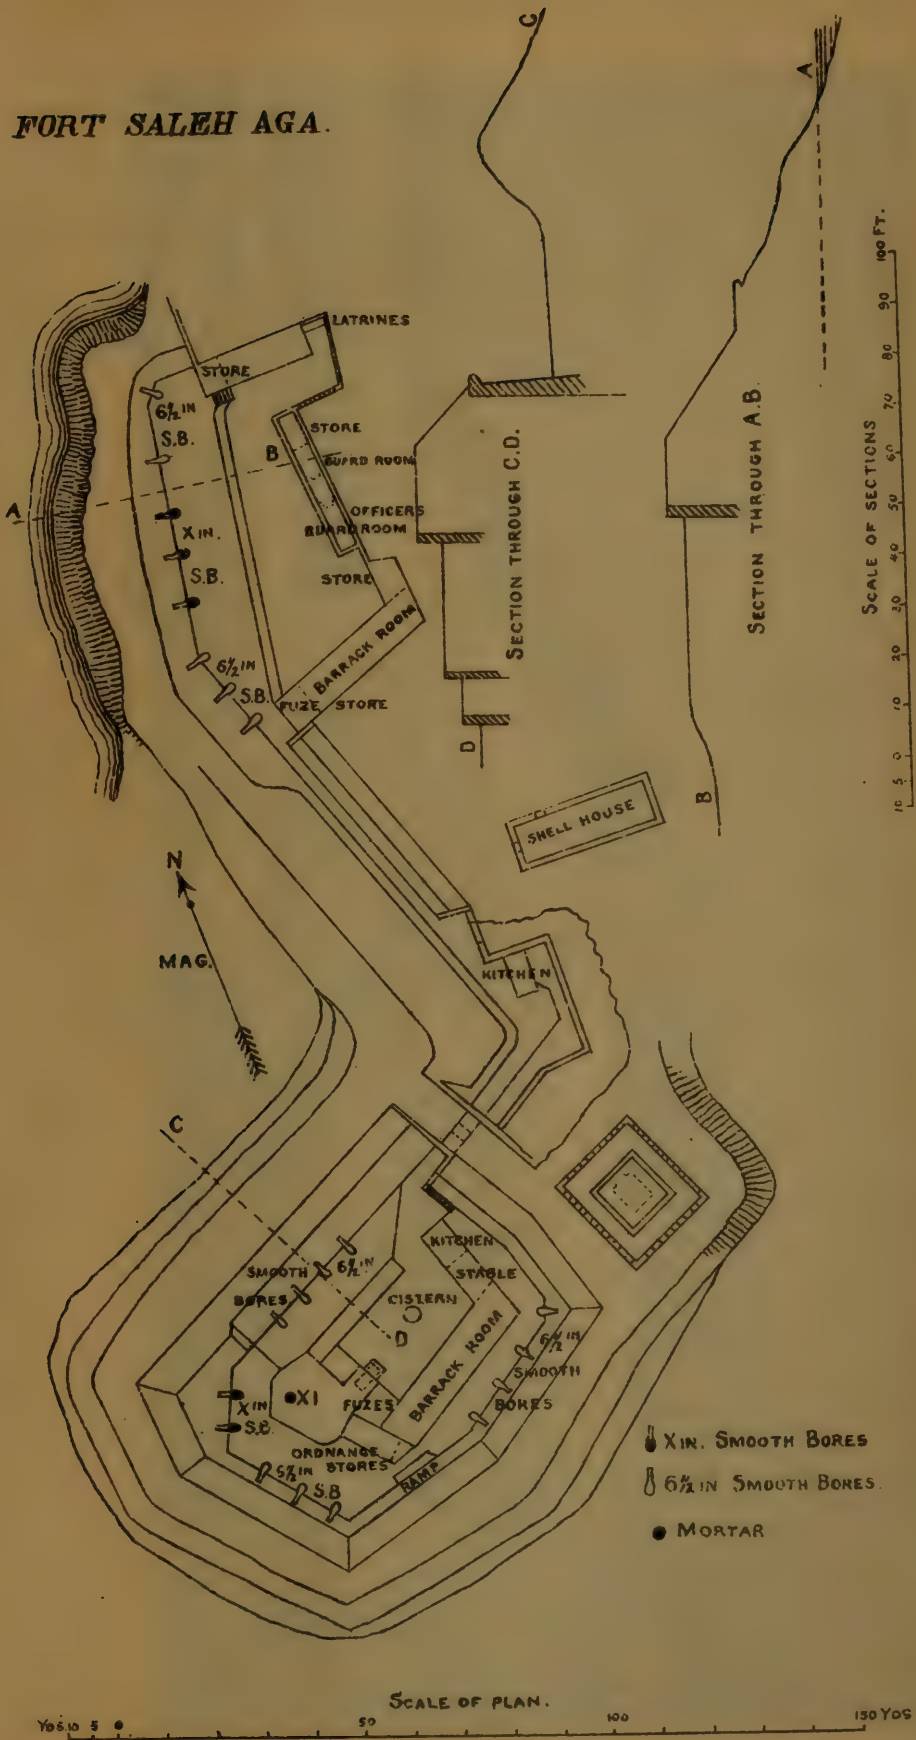 FORT SALEH AGA.
C
A
LATRINES
STORE
6½ IN
S.B.
STORE
B
GUARD ROOM
A
OFFICERS
GUARD ROOM
X IN.
S.B.
STORE
BARRACK ROOM
6½ IN
S.B.
FUZE STORE
SECTION THROUGH C.D.
D
SECTION THROUGH A.B.
B
SCALE OF SECTIONS
10 5 0 10 20 30 40 50 60 70 80 90 100 FT.
SHELL HOUSE
N
MAG.
KITCHEN
C
KITCHEN
STABLE
SMOOTH
BORES
6½ IN
CISTERN
D
BARRACK ROOM
6½ IN
SMOOTH
BORES
X IN
S.B.
XI
FUZES
ORDNANCE
STORES
6½ IN
S.B
RAMP
X IN. SMOOTH BORES
6½ IN SMOOTH BORES.
MORTAR
SCALE OF PLAN.
YDS. 10 5 0 50 100 150 YDS